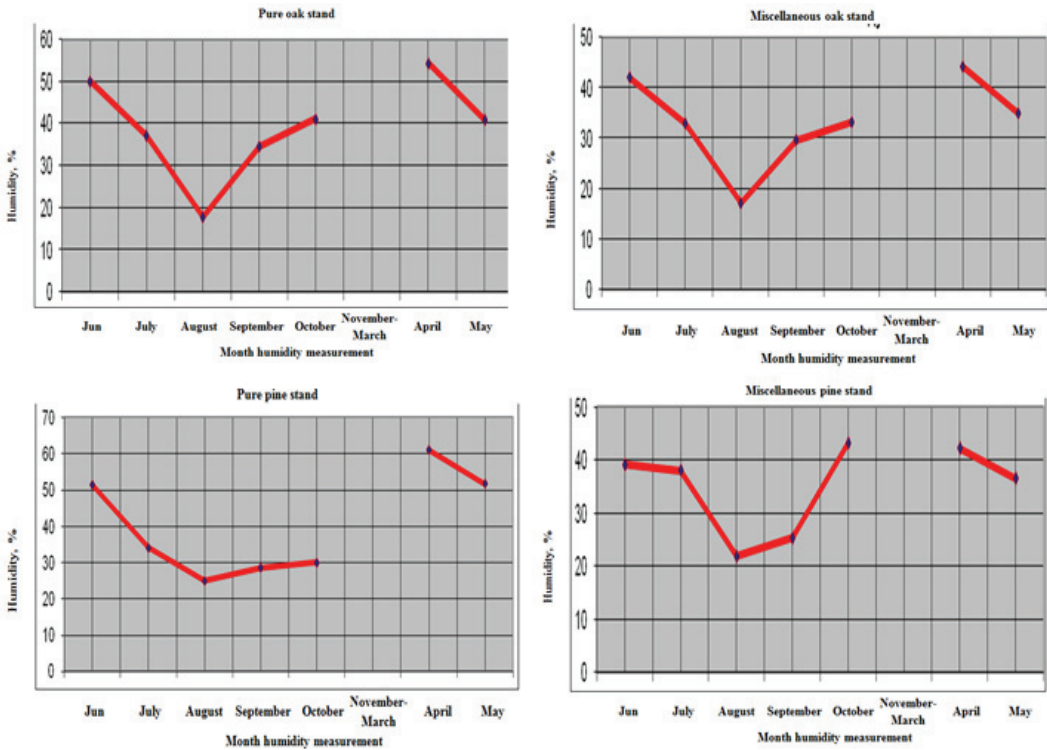 Pure oak stand
60
50
40
30
20
10
0
Humidity, %
Jun July August September October November- April May
March
Month humidity measurement
Miscellaneous oak stand
50
40
30
20
10
0
Humidity, %
Jun July August September October November- April May
March
Month humidity measurement
Pure pine stand
70
60
50
40
30
20
10
0
Humidity, %
Jun July August September October November- April May
March
Month humidity measurement
Miscellaneous pine stand
50
40
30
20
10
0
Humidity, %
Jun July August September October November- April May
March
Month humidity measurement